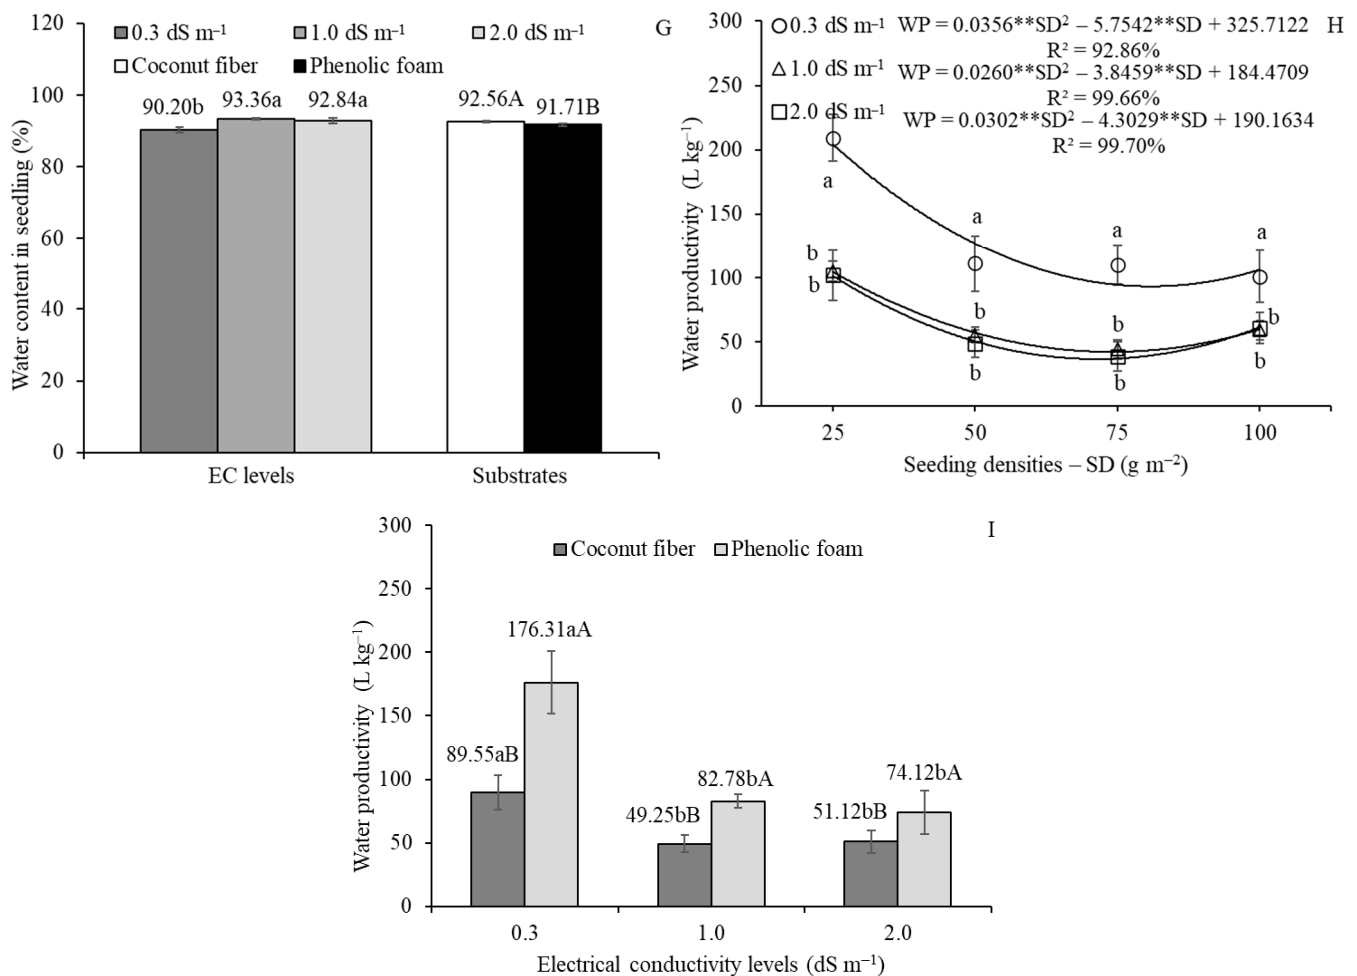 G
120
100
80
60
40
20
0
Water content in seedling (%)
0.3 dS m⁻¹ 1.0 dS m⁻¹ 2.0 dS m⁻¹
Coconut fiber Phenolic foam
90.20b 93.36a 92.84a 92.56A 91.71B
EC levels Substrates
H
300
250
200
150
100
50
0
Water productivity (L kg⁻¹)
0.3 dS m⁻¹ WP = 0.0356**SD² – 5.7542**SD + 325.7122
R² = 92.86%
1.0 dS m⁻¹ WP = 0.0260**SD² – 3.8459**SD + 184.4709
R² = 99.66%
2.0 dS m⁻¹ WP = 0.0302**SD² – 4.3029**SD + 190.1634
R² = 99.70%
a a a a
b b b b
b b b b
25 50 75 100
Seeding densities – SD (g m⁻²)
I
300
250
200
150
100
50
0
Water productivity (L kg⁻¹)
Coconut fiber Phenolic foam
89.55aB 176.31aA 49.25bB 82.78bA 51.12bB 74.12bA
0.3 1.0 2.0
Electrical conductivity levels (dS m⁻¹)